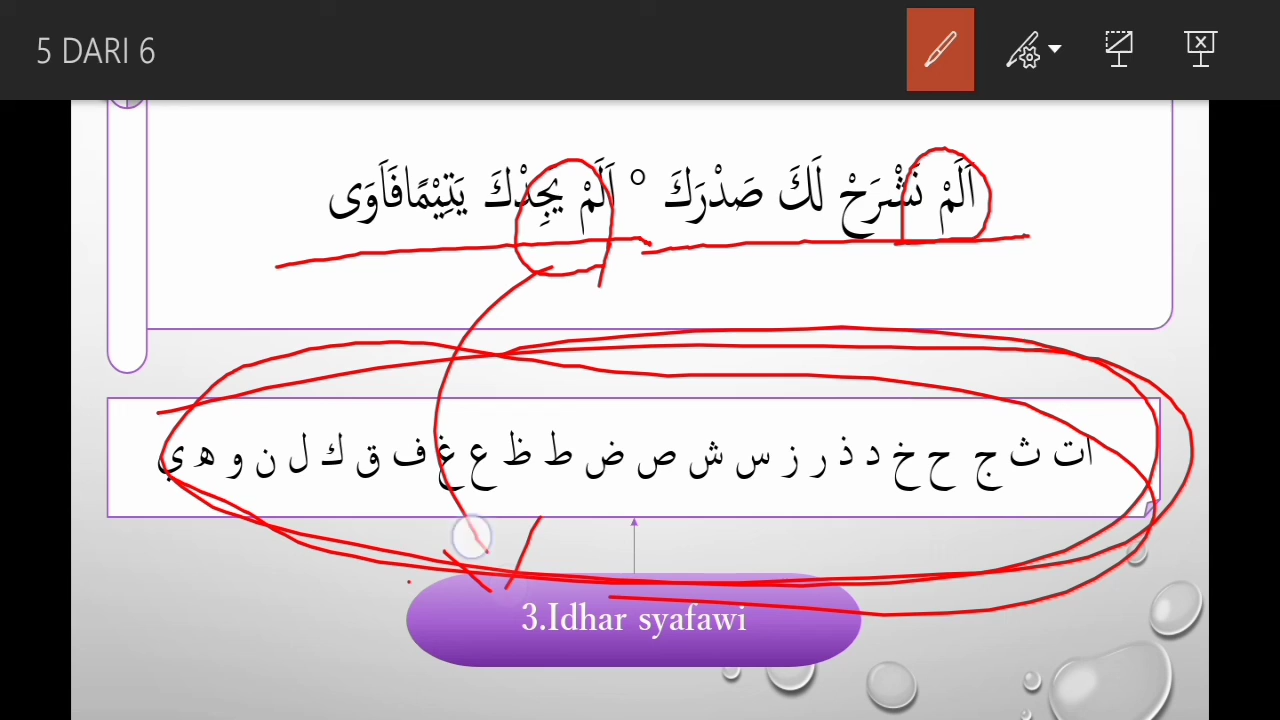 5 DARI 6
اَلَمْ نَشْرَحْ لَكَ صَدْرَكَ ° اَلَمْ يَجِدْكَ يَتِيْمًافَاَوَى
ا ت ث ج ح خ د ذ ر ز س ش ص ض ط ظ ع غ ف ق ك ل ن و ه ي
3.Idhar syafawi